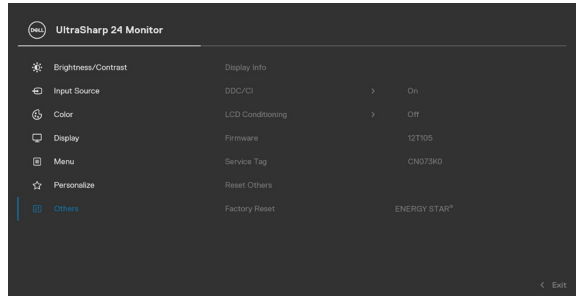 DELL UltraSharp 24 Monitor
Brightness/Contrast Display Info
Input Source DDC/CI > On
Color LCD Conditioning > Off
Display Firmware 12T105
Menu Service Tag CN073K0
Personalize Reset Others
Others Factory Reset ENERGY STAR®
< Exit